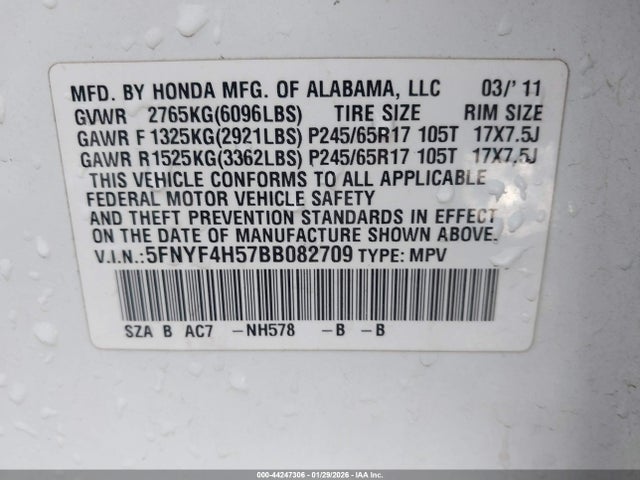 MFD. BY HONDA MFG. OF ALABAMA, LLC 03/'11
GVWR 2765KG(6096LBS) TIRE SIZE RIM SIZE
GAWR F 1325KG(2921LBS) P245/65R17 105T 17X7.5J
GAWR R 1525KG(3362LBS) P245/65R17 105T 17X7.5J
THIS VEHICLE CONFORMS TO ALL APPLICABLE
FEDERAL MOTOR VEHICLE SAFETY
AND THEFT PREVENTION STANDARDS IN EFFECT
ON THE DATE OF MANUFACTURE SHOWN ABOVE.
V.I.N.:5FNYF4H57BB082709 TYPE: MPV
SZA B AC7 -NH578 -B -B
000-44247306 - 01/29/2026 - IAA Inc.